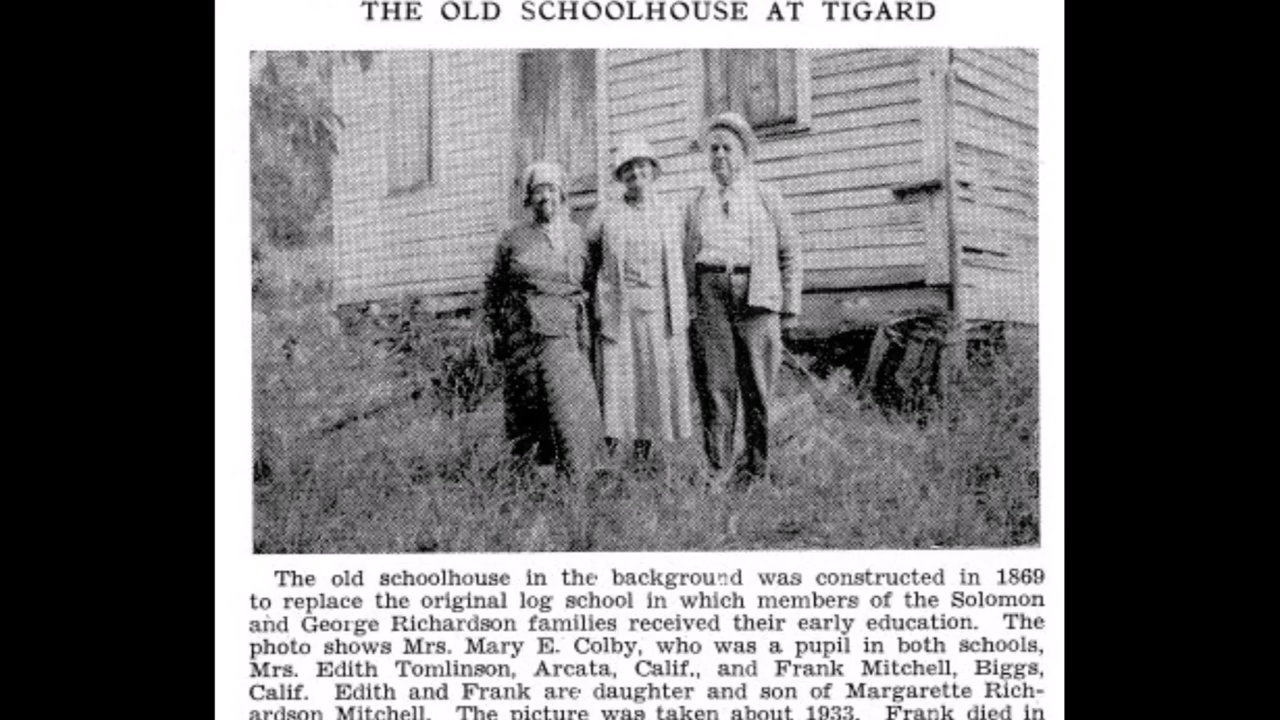 THE OLD SCHOOLHOUSE AT TIGARD
The old schoolhouse in the background was constructed in 1869
to replace the original log school in which members of the Solomon
and George Richardson families received their early education. The
photo shows Mrs. Mary E. Colby, who was a pupil in both schools,
Mrs. Edith Tomlinson, Arcata, Calif., and Frank Mitchell, Biggs,
Calif. Edith and Frank are daughter and son of Margarette Rich-
ardson Mitchell. The picture was taken about 1933. Frank died in